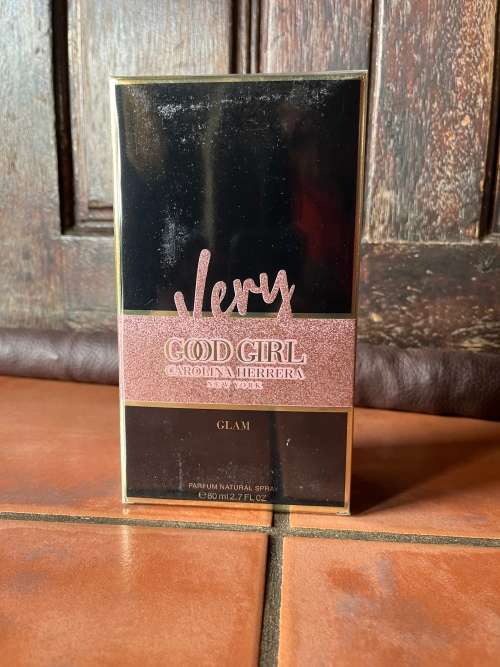 Very
GOOD GIRL
CAROLINA HERRERA
NEW YORK
GLAM
PARFUM NATURAL SPRAY
℮80 ml 2.7 FL OZ